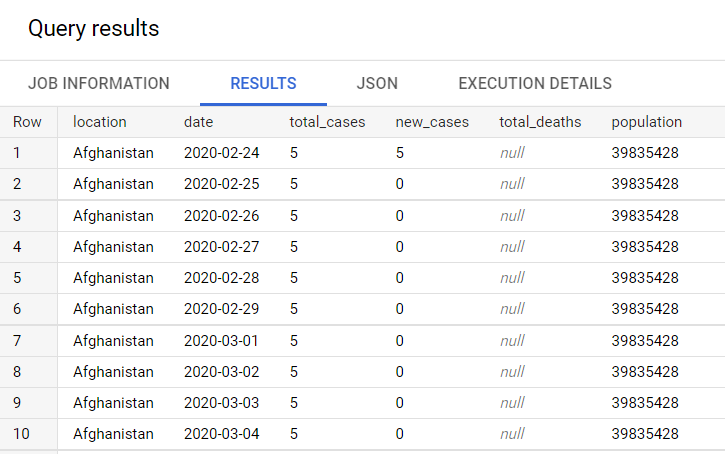 Query results
JOB INFORMATION RESULTS JSON EXECUTION DETAILS
Row location date total_cases new_cases total_deaths population
1 Afghanistan 2020-02-24 5 5 null 39835428
2 Afghanistan 2020-02-25 5 0 null 39835428
3 Afghanistan 2020-02-26 5 0 null 39835428
4 Afghanistan 2020-02-27 5 0 null 39835428
5 Afghanistan 2020-02-28 5 0 null 39835428
6 Afghanistan 2020-02-29 5 0 null 39835428
7 Afghanistan 2020-03-01 5 0 null 39835428
8 Afghanistan 2020-03-02 5 0 null 39835428
9 Afghanistan 2020-03-03 5 0 null 39835428
10 Afghanistan 2020-03-04 5 0 null 39835428